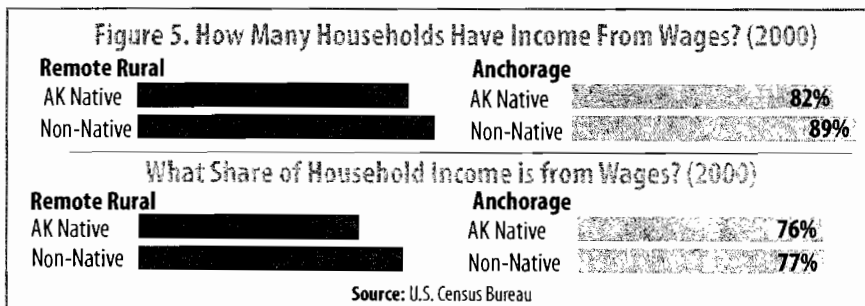 Figure 5. How Many Households Have Income From Wages? (2000)
Remote Rural
AK Native
Non-Native
Anchorage
AK Native 82%
Non-Native 89%
What Share of Household Income is from Wages? (2000)
Remote Rural
AK Native
Non-Native
Anchorage
AK Native 76%
Non-Native 77%
Source: U.S. Census Bureau